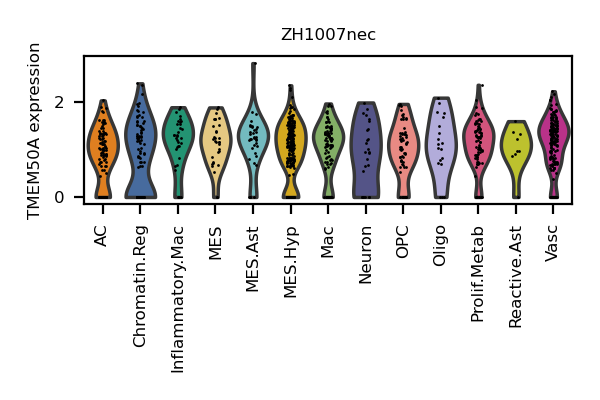 ZH1007nec
TMEM50A expression
2
0
AC
Chromatin.Reg
Inflammatory.Mac
MES
MES.Ast
MES.Hyp
Mac
Neuron
OPC
Oligo
Prolif.Metab
Reactive.Ast
Vasc